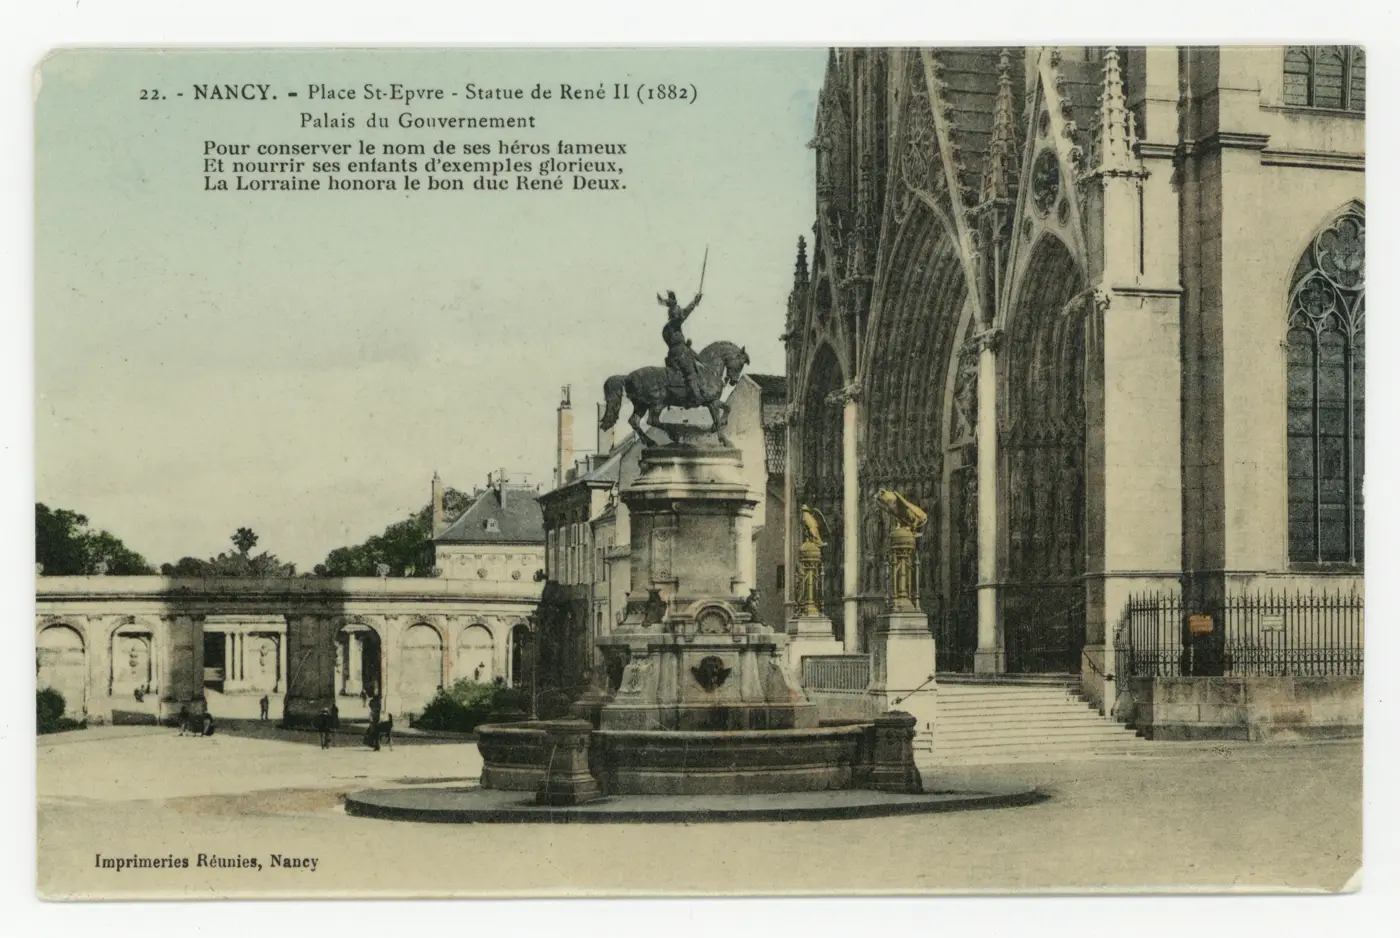 22. - NANCY. - Place St-Epvre - Statue de René II (1882)
Palais du Gouvernement
Pour conserver le nom de ses héros fameux
Et nourrir ses enfants d'exemples glorieux,
La Lorraine honora le bon duc René Deux.
Imprimeries Réunies, Nancy